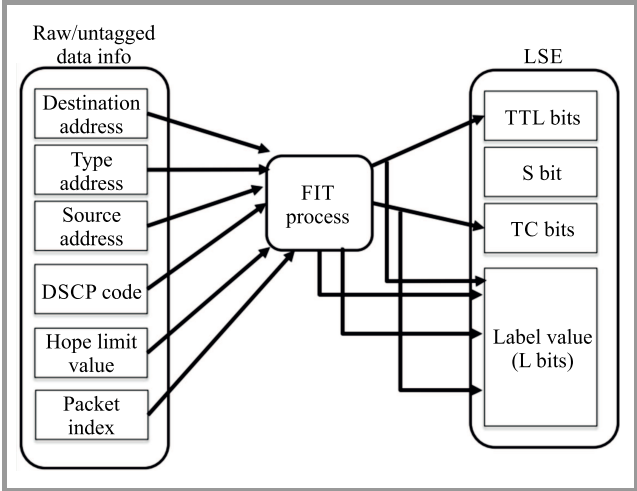 Raw/untagged
data info
Destination
address
Type
address
Source
address
DSCP code
Hope limit
value
Packet
index
FIT
process
LSE
TTL bits
S bit
TC bits
Label value
(L bits)